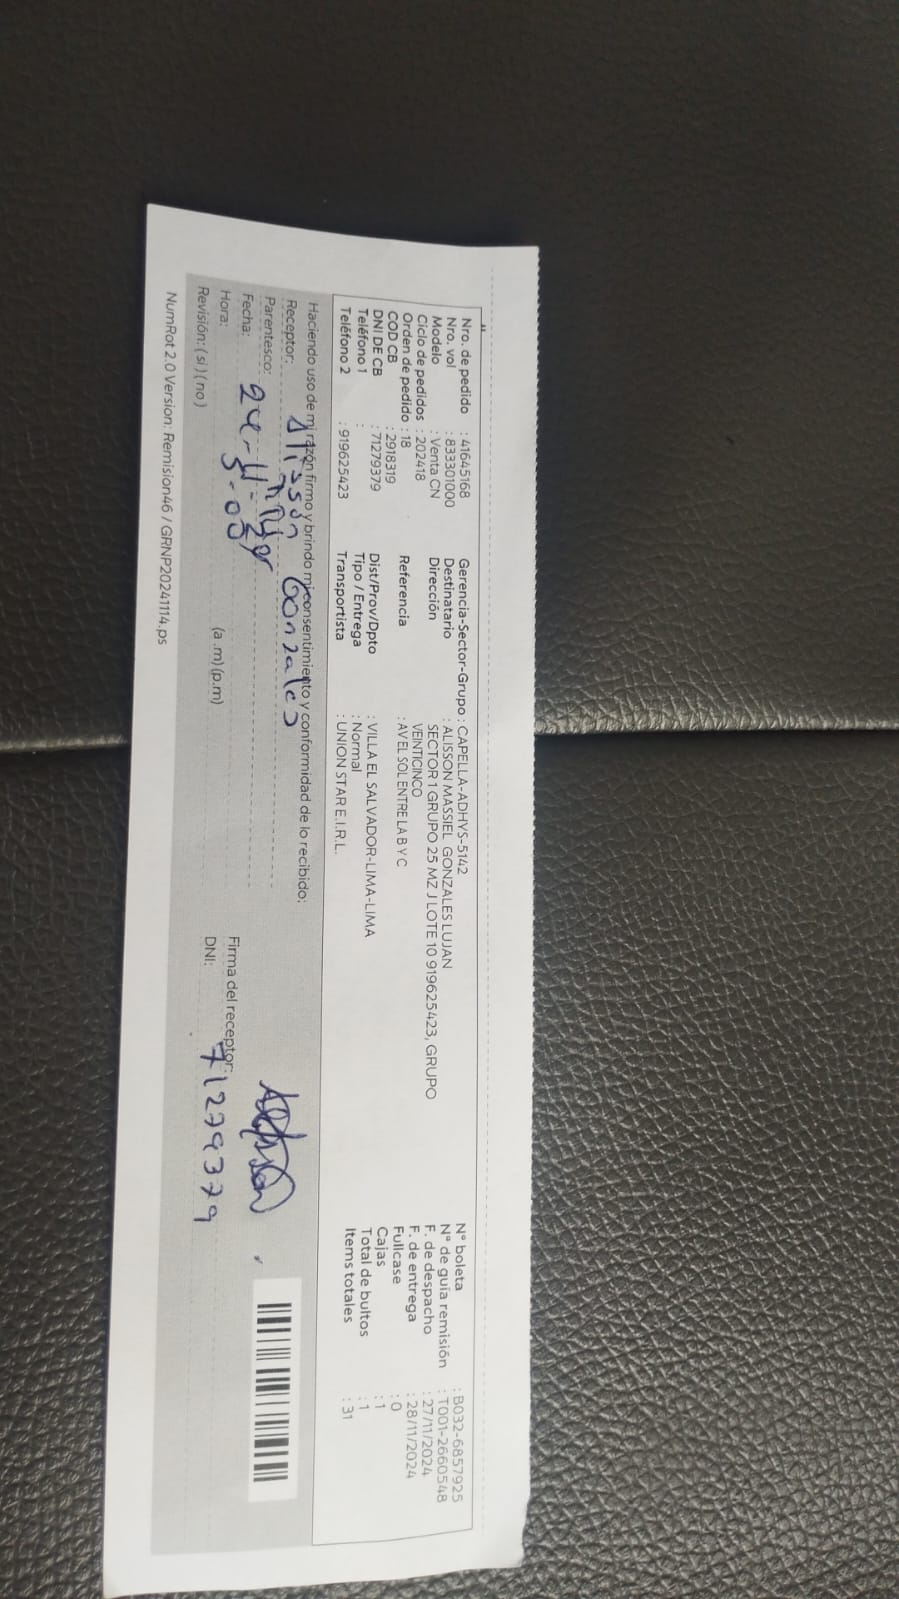 Nro. de pedido : 41645168
Nro. vol : 833301000
Modelo : Venta CN
Ciclo de pedidos : 202418
Orden de pedido : 18
COD CB : 2918319
DNI DE CB : 71279379
Teléfono 1 :
Teléfono 2 : 919625423
Gerencia-Sector-Grupo : CAPELLA-ADHYS-5142
Destinatario : ALISSON MASSIEL GONZALES LUJAN
Dirección SECTOR 1 GRUPO 25 MZ J LOTE 10 919625423, GRUPO
VEINTICINCO
Referencia : AV EL SOL ENTRE LA B Y C
Dist/Prov/Dpto : VILLA EL SALVADOR-LIMA-LIMA
Tipo / Entrega : Normal
Transportista : UNION STAR E.I.R.L.
N° boleta : B032-6857925
N° de guía remisión : T001-2660548
F. de despacho : 27/11/2024
F. de entrega : 28/11/2024
Fullcase : 0
Cajas : 1
Total de bultos : 1
Items totales : 31
Haciendo uso de mi razón firmo y brindo mi consentimiento y conformidad de lo recibido:
Receptor: Alisson Gonzales
Parentesco:
Fecha:
Hora: (a.m) (p.m)
Revisión: ( si ) ( no )
Firma del receptor:
DNI: 71279379
NumRot 2.0 Version: Remision46 / GRNP20241114.ps